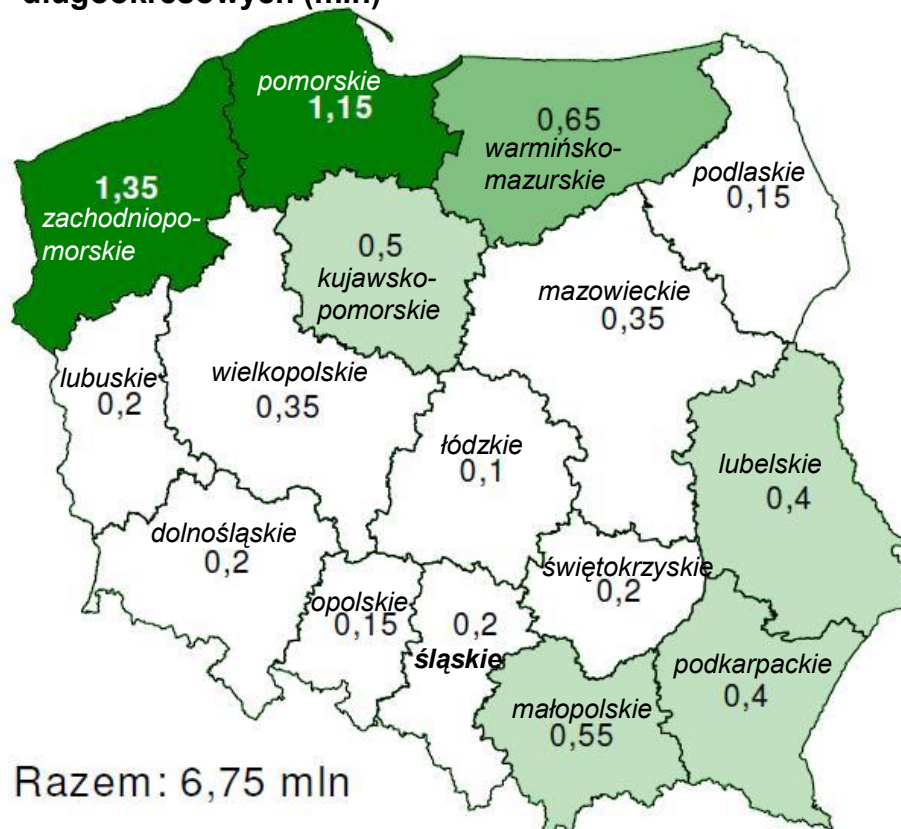 długookresowych (mln)
pomorskie
1,15
0,65
warmińsko-
mazurskie
podlaskie
0,15
1,35
zachodniopo-
morskie
0,5
kujawsko-
pomorskie
mazowieckie
0,35
lubuskie
0,2
wielkopolskie
0,35
łódzkie
0,1
lubelskie
0,4
dolnośląskie
0,2
świętokrzyskie
0,2
opolskie
0,15
0,2
śląskie
podkarpackie
0,4
małopolskie
0,55
Razem: 6,75 mln